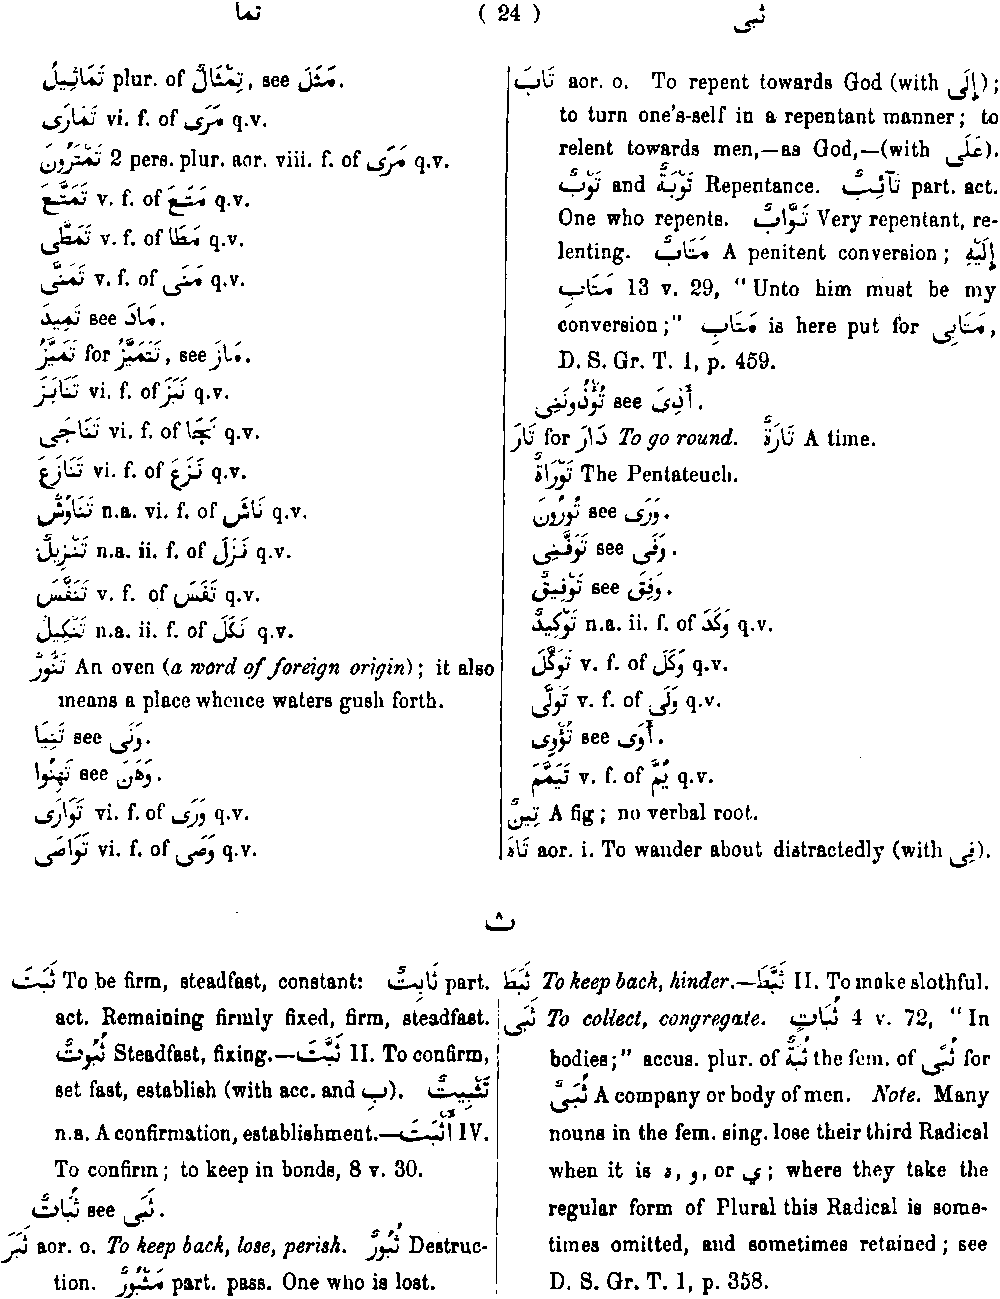 تما ( 24 ) ثبى
تَمَاثِيلُ plur. of تِمْثَالٌ, see مَثَلَ.
تَمَارَى vi. f. of مَرَى q.v.
تَمْتَرُونَ 2 pers. plur. aor. viii. f. of مَرَى q.v.
تَمَتَّعَ v. f. of مَتَعَ q.v.
تَمَطَّى v. f. of مَطَا q.v.
تَمَنَّى v. f. of مَنَى q.v.
تَمِيدَ see مَادَ.
تَمَيَّزُ for تَتَمَيَّزُ, see مَازَ.
تَنَابَزَ vi. f. of نَبَزَ q.v.
تَنَاجَى vi. f. of نَجَا q.v.
تَنَازَعَ vi. f. of نَزَعَ q.v.
تَنَاوُشٌ n.a. vi. f. of نَاشَ q.v.
تَنْزِيلٌ n.a. ii. f. of نَزَلَ q.v.
تَنَفَّسَ v. f. of نَفَسَ q.v.
تَنْكِيلٌ n.a. ii. f. of نَكَلَ q.v.
تَنُّورٌ An oven (a word of foreign origin); it also
means a place whence waters gush forth.
تَنِيَا see وَنَى.
تَهِنُوا see وَهَنَ.
تَوَارَى vi. f. of وَرَى q.v.
تَوَاصَى vi. f. of وَصَى q.v.
تَابَ aor. o. To repent towards God (with إِلَى);
to turn one's-self in a repentant manner; to
relent towards men,—as God,—(with عَلَى).
تَوْبٌ and تَوْبَةٌ Repentance. تَآئِبٌ part. act.
One who repents. تَوَّابٌ Very repentant, re-
lenting. مَتَابٌ A penitent conversion; إِلَيْهِ
مَتَابِ 13 v. 29, "Unto him must be my
conversion;" مَتَابِ is here put for مَتَابِي,
D. S. Gr. T. 1, p. 459.
تُؤْذُونَنِى see أَذِىَ.
تَارَ for دَارَ To go round. تَارَةٌ A time.
تَوْرَاةٌ The Pentateuch.
تُورُونَ see وَرَى.
تَوَفَّنِى see وَفَى.
تَوْفِيقٌ see وَفِقَ.
تَوْكِيدٌ n.a. ii. f. of وَكَدَ q.v.
تَوَكَّلَ v. f. of وَكَلَ q.v.
تَوَلَّى v. f. of وَلَى q.v.
تُؤْوِى see أَوَى.
تَيَمَّمَ v. f. of يَمَّ q.v.
تِينٌ A fig; no verbal root.
تَاهَ aor. i. To wander about distractedly (with فِى).
ث
ثَبَتَ To be firm, steadfast, constant: ثَابِتٌ part.
act. Remaining firmly fixed, firm, steadfast.
ثُبُوتٌ Steadfast, fixing.—ثَبَّتَ II. To confirm,
set fast, establish (with acc. and ب). تَثْبِيتٌ
n.a. A confirmation, establishment.—أَثْبَتَ IV.
To confirm; to keep in bonds, 8 v. 30.
ثُبَاتٌ see ثَبَى.
ثَبَرَ aor. o. To keep back, lose, perish. ثُبُورٌ Destruc-
tion. مَثْبُورٌ part. pass. One who is lost.
ثَبَطَ To keep back, hinder.—ثَبَّطَ II. To make slothful.
ثَبَى To collect, congregate. ثُبَاتٍ 4 v. 72, "In
bodies;" accus. plur. of ثُبَةٌ the fem. of ثُبًى for
ثُبَىٌ A company or body of men. Note. Many
nouns in the fem. sing. lose their third Radical
when it is ه, و, or ي; where they take the
regular form of Plural this Radical is some-
times omitted, and sometimes retained; see
D. S. Gr. T. 1, p. 358.